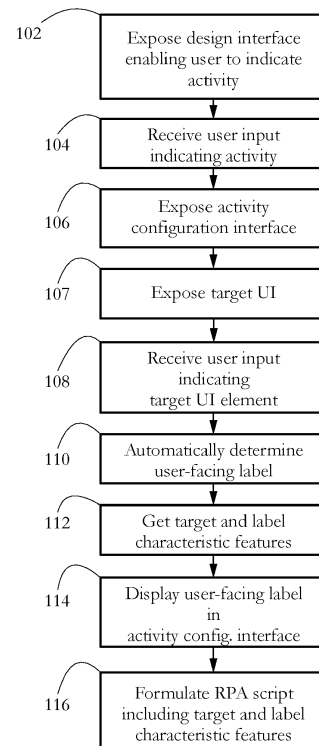 102
Expose design interface
enabling user to indicate
activity
104
Receive user input
indicating activity
106
Expose activity
configuration interface
107
Expose target UI
108
Receive user input
indicating
target UI element
110
Automatically determine
user-facing label
112
Get target and label
characteristic features
114
Display user-facing label
in
activity config. interface
116
Formulate RPA script
including target and label
characteristic features